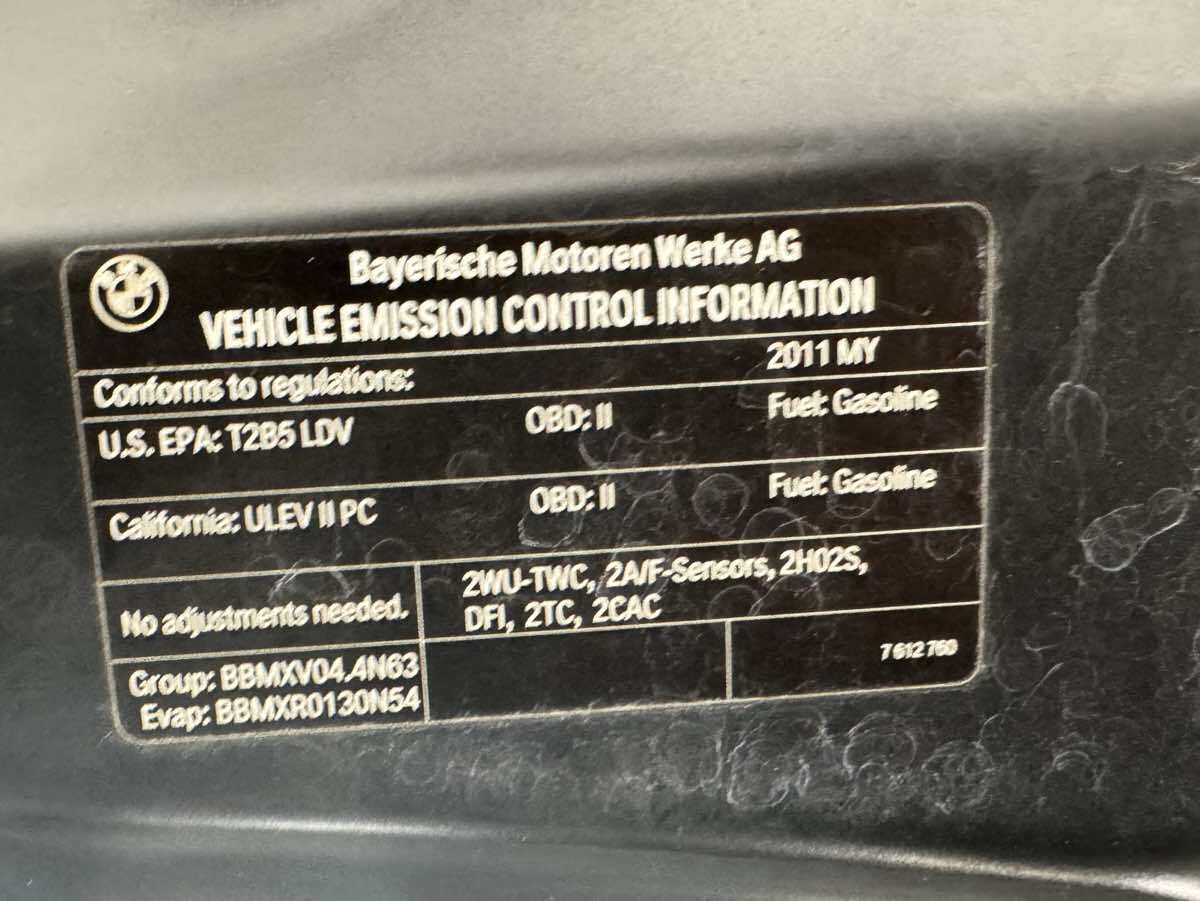 BMW
Bayerische Motoren Werke AG
VEHICLE EMISSION CONTROL INFORMATION
Conforms to regulations: 2011 MY
U.S. EPA: T2B5 LDV OBD: II Fuel: Gasoline
California: ULEV II PC OBD: II Fuel: Gasoline
No adjustments needed.
2WU-TWC, 2A/F-Sensors, 2HO2S,
DFI, 2TC, 2CAC
Group: BBMXV04.4N63
Evap: BBMXR0130N54
7 612 760